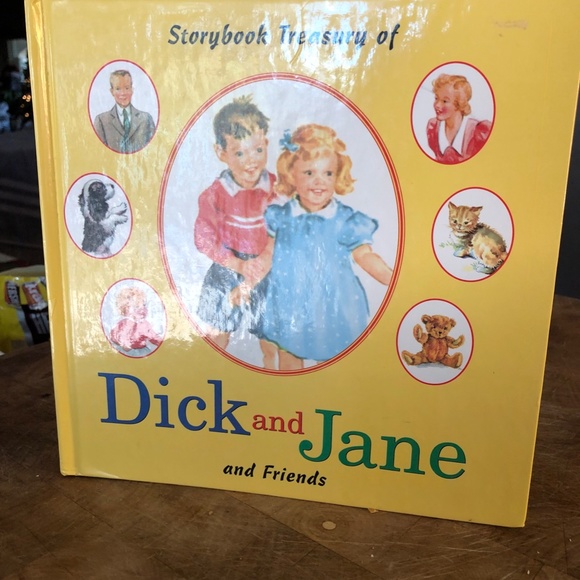 Storybook Treasury of
Dick and Jane
and Friends